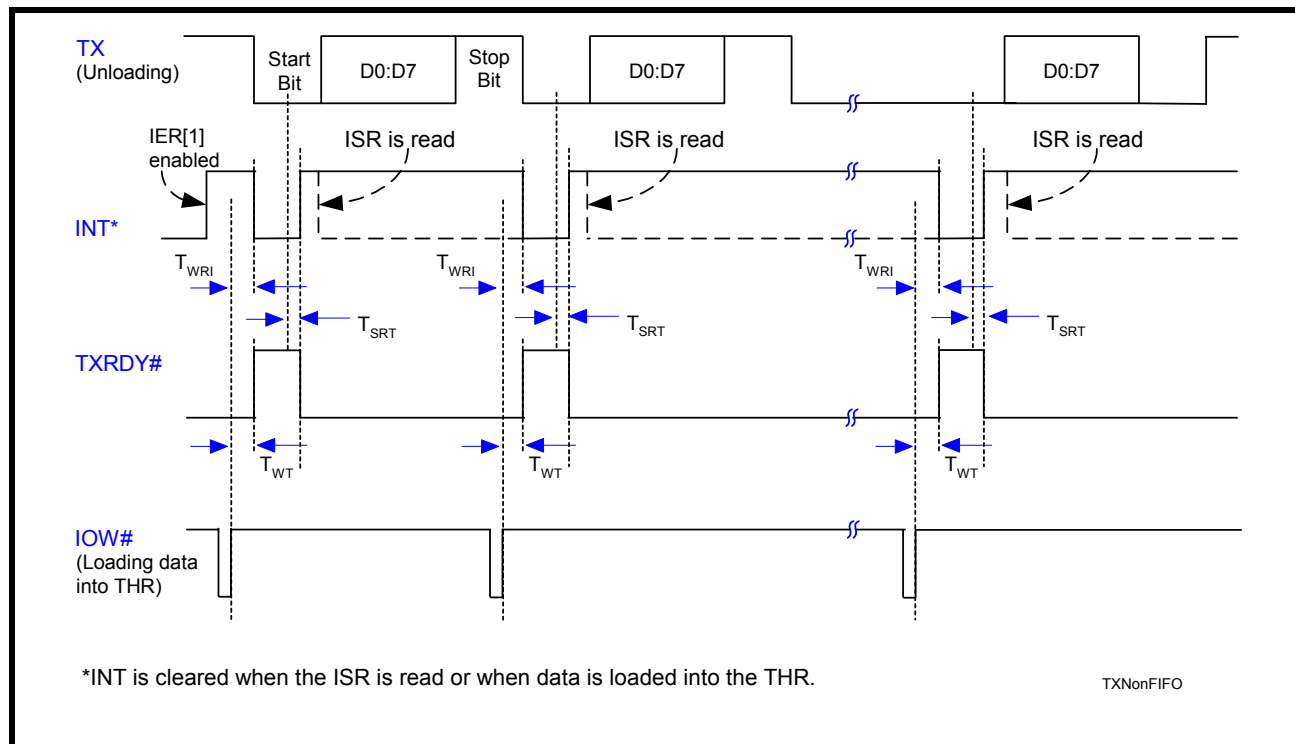 TX
(Unloading)
Start
Bit
D0:D7
Stop
Bit
D0:D7
D0:D7
IER[1]
enabled
ISR is read
ISR is read
ISR is read
INT*
TWRI
TWRI
TWRI
TSRT
TSRT
TSRT
TXRDY#
TWT
TWT
TWT
IOW#
(Loading data
into THR)
*INT is cleared when the ISR is read or when data is loaded into the THR.
TXNonFIFO